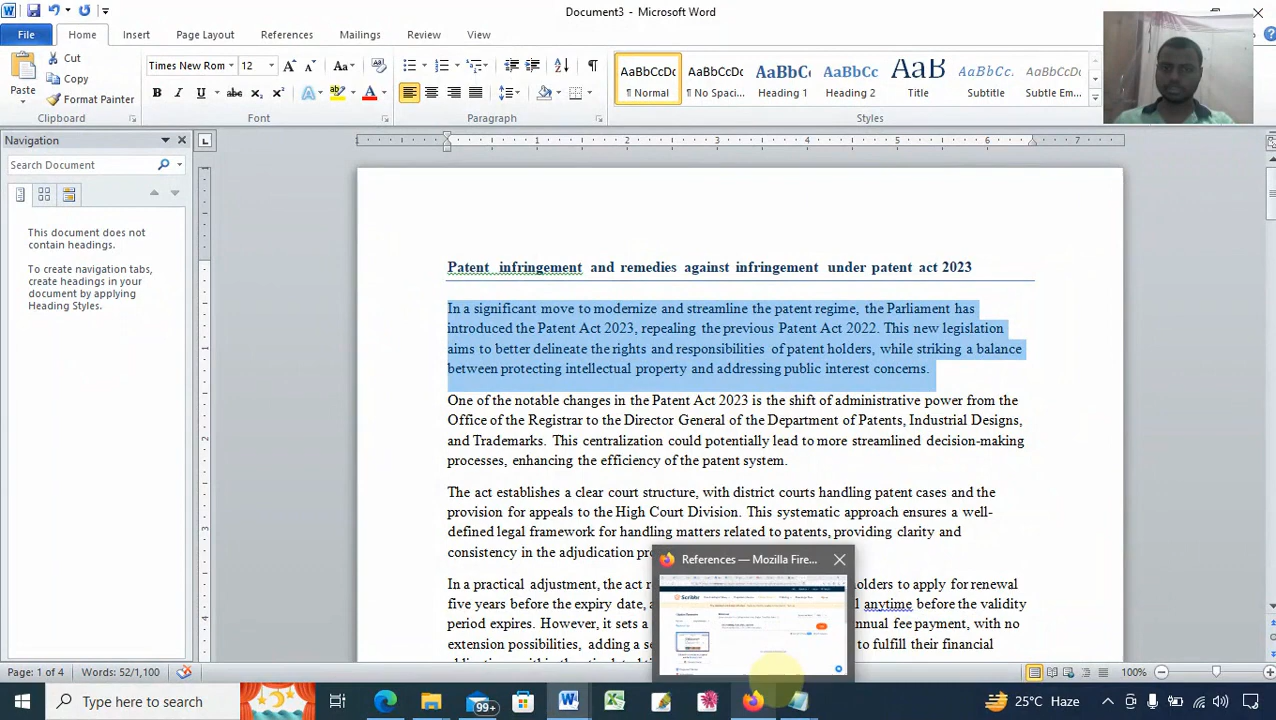 Document3 - Microsoft Word
File Home Insert Page Layout References Mailings Review View
Cut
Copy
Format Painter
Paste
Clipboard
Times New Rom 12
Font
Paragraph
AaBbCcDc AaBbCcDc AaBbC AaBbCc AaB AaBbCc. AaBbCcDc
¶ Normal ¶ No Spaci... Heading 1 Heading 2 Title Subtitle Subtle Em...
Styles
Navigation
Search Document
This document does not
contain headings.
To create navigation tabs,
create headings in your
document by applying
Heading Styles.
1 2 3 4 5 6 7
Patent infringement and remedies against infringement under patent act 2023
In a significant move to modernize and streamline the patent regime, the Parliament has
introduced the Patent Act 2023, repealing the previous Patent Act 2022. This new legislation
aims to better delineate the rights and responsibilities of patent holders, while striking a balance
between protecting intellectual property and addressing public interest concerns.
One of the notable changes in the Patent Act 2023 is the shift of administrative power from the
Office of the Registrar to the Director General of the Department of Patents, Industrial Designs,
and Trademarks. This centralization could potentially lead to more streamlined decision-making
processes, enhancing the efficiency of the patent system.
The act establishes a clear court structure, with district courts handling patent cases and the
provision for appeals to the High Court Division. This systematic approach ensures a well-
defined legal framework for handling matters related to patents, providing clarity and
consistency in the adjudication
In a practical adjustment, the act holders to apply for renewal
five years before the expiry date, before the validity
However, it sets a annual fee payment, with no
extension possibilities, adding a to fulfill their financial
References — Mozilla Fire...
Scribbr
Page: 1 of Words: 521
100%
Type here to search
99+
25°C Haze